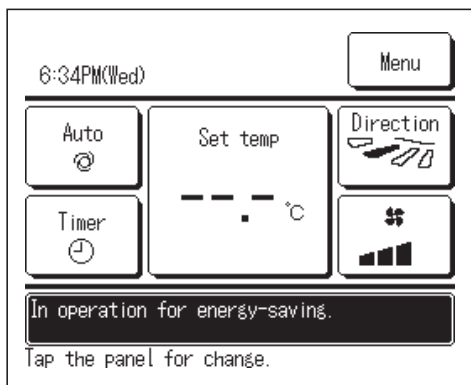 6:34PM(Wed)
Menu
Auto
Set temp
Direction
--.- °C
Timer
In operation for energy-saving.
Tap the panel for change.